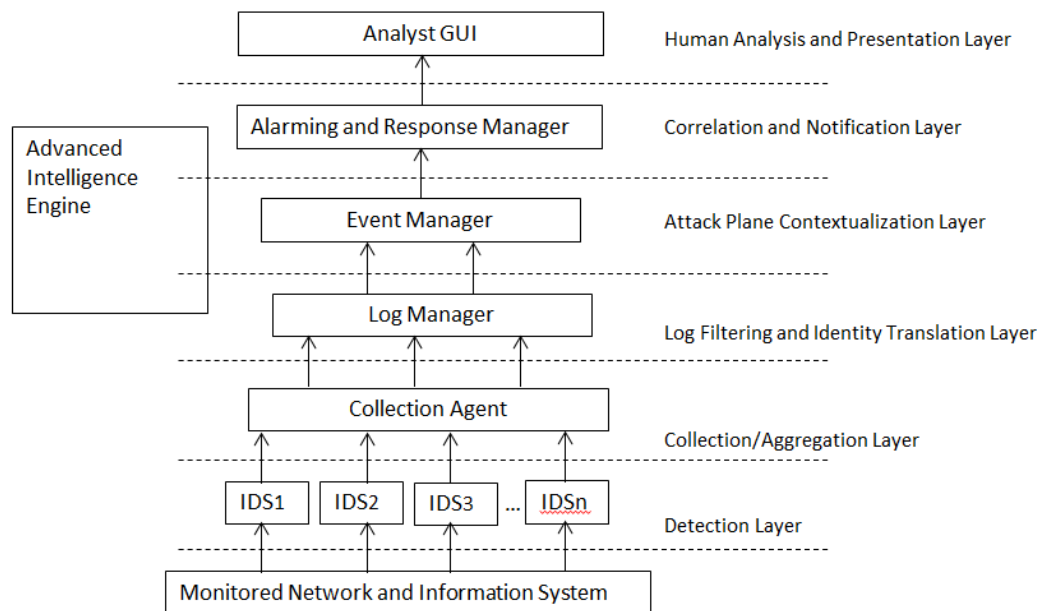 Analyst GUI
Human Analysis and Presentation Layer
Alarming and Response Manager
Correlation and Notification Layer
Advanced
Intelligence
Engine
Event Manager
Attack Plane Contextualization Layer
Log Manager
Log Filtering and Identity Translation Layer
Collection Agent
Collection/Aggregation Layer
IDS1 IDS2 IDS3 ... IDSn
Detection Layer
Monitored Network and Information System